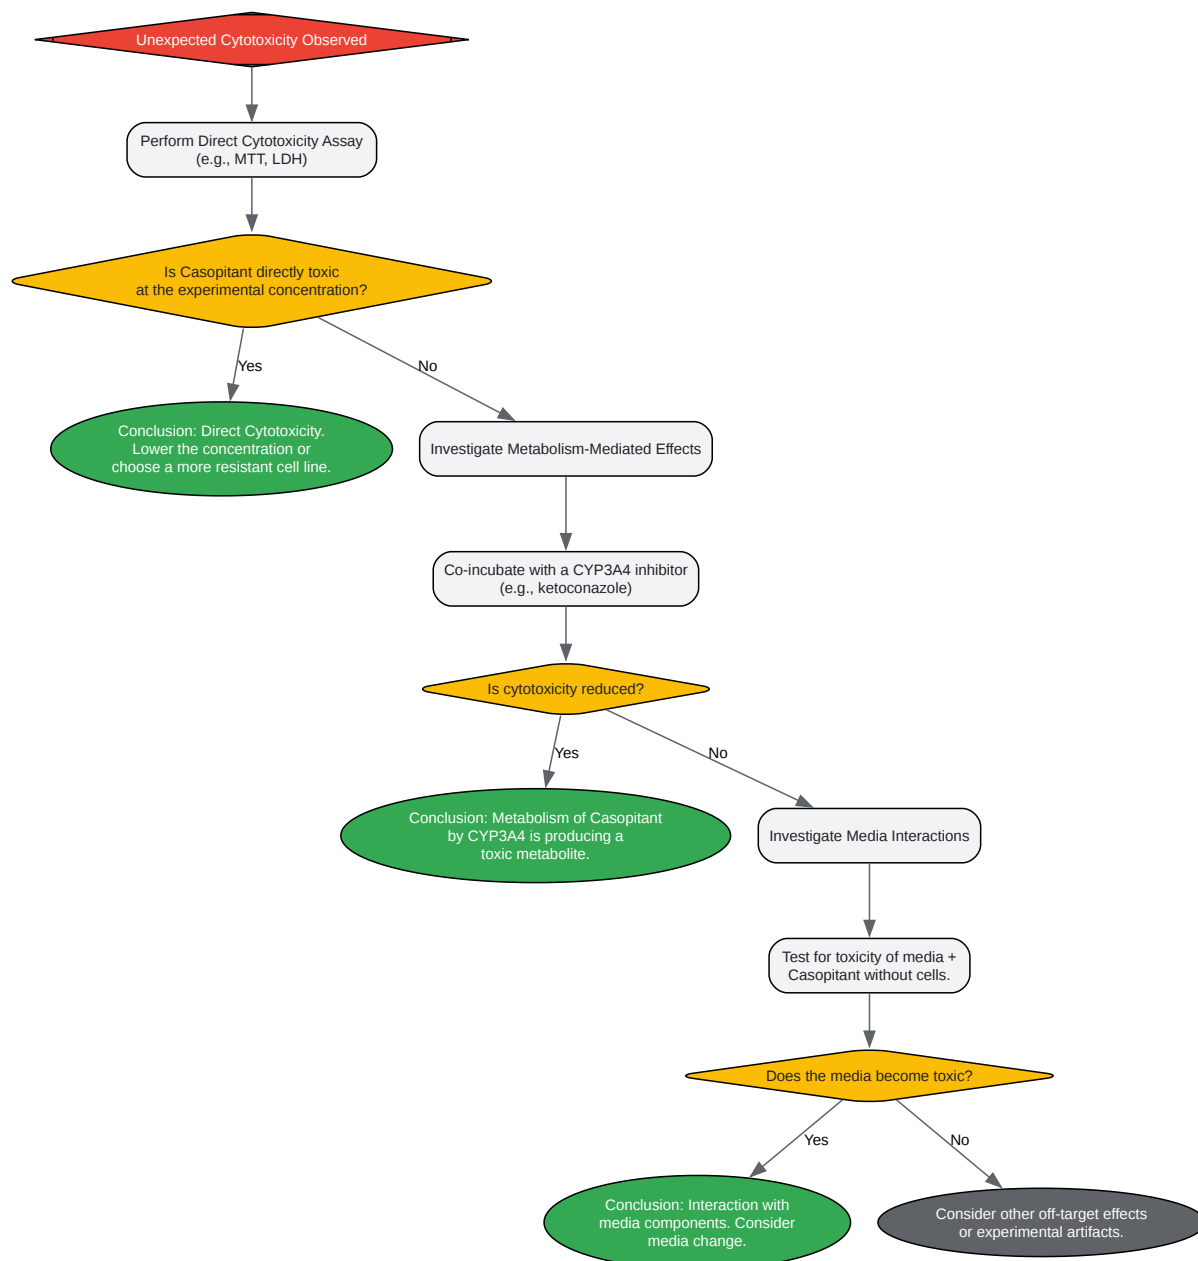 Unexpected Cytotoxicity Observed
Perform Direct Cytotoxicity Assay
(e.g., MTT, LDH)
Is Casopitant directly toxic
at the experimental concentration?
Yes
No
Conclusion: Direct Cytotoxicity.
Lower the concentration or
choose a more resistant cell line.
Investigate Metabolism-Mediated Effects
Co-incubate with a CYP3A4 inhibitor
(e.g., ketoconazole)
Is cytotoxicity reduced?
Yes
No
Conclusion: Metabolism of Casopitant
by CYP3A4 is producing a
toxic metabolite.
Investigate Media Interactions
Test for toxicity of media +
Casopitant without cells.
Does the media become toxic?
Yes
No
Conclusion: Interaction with
media components. Consider
media change.
Consider other off-target effects
or experimental artifacts.